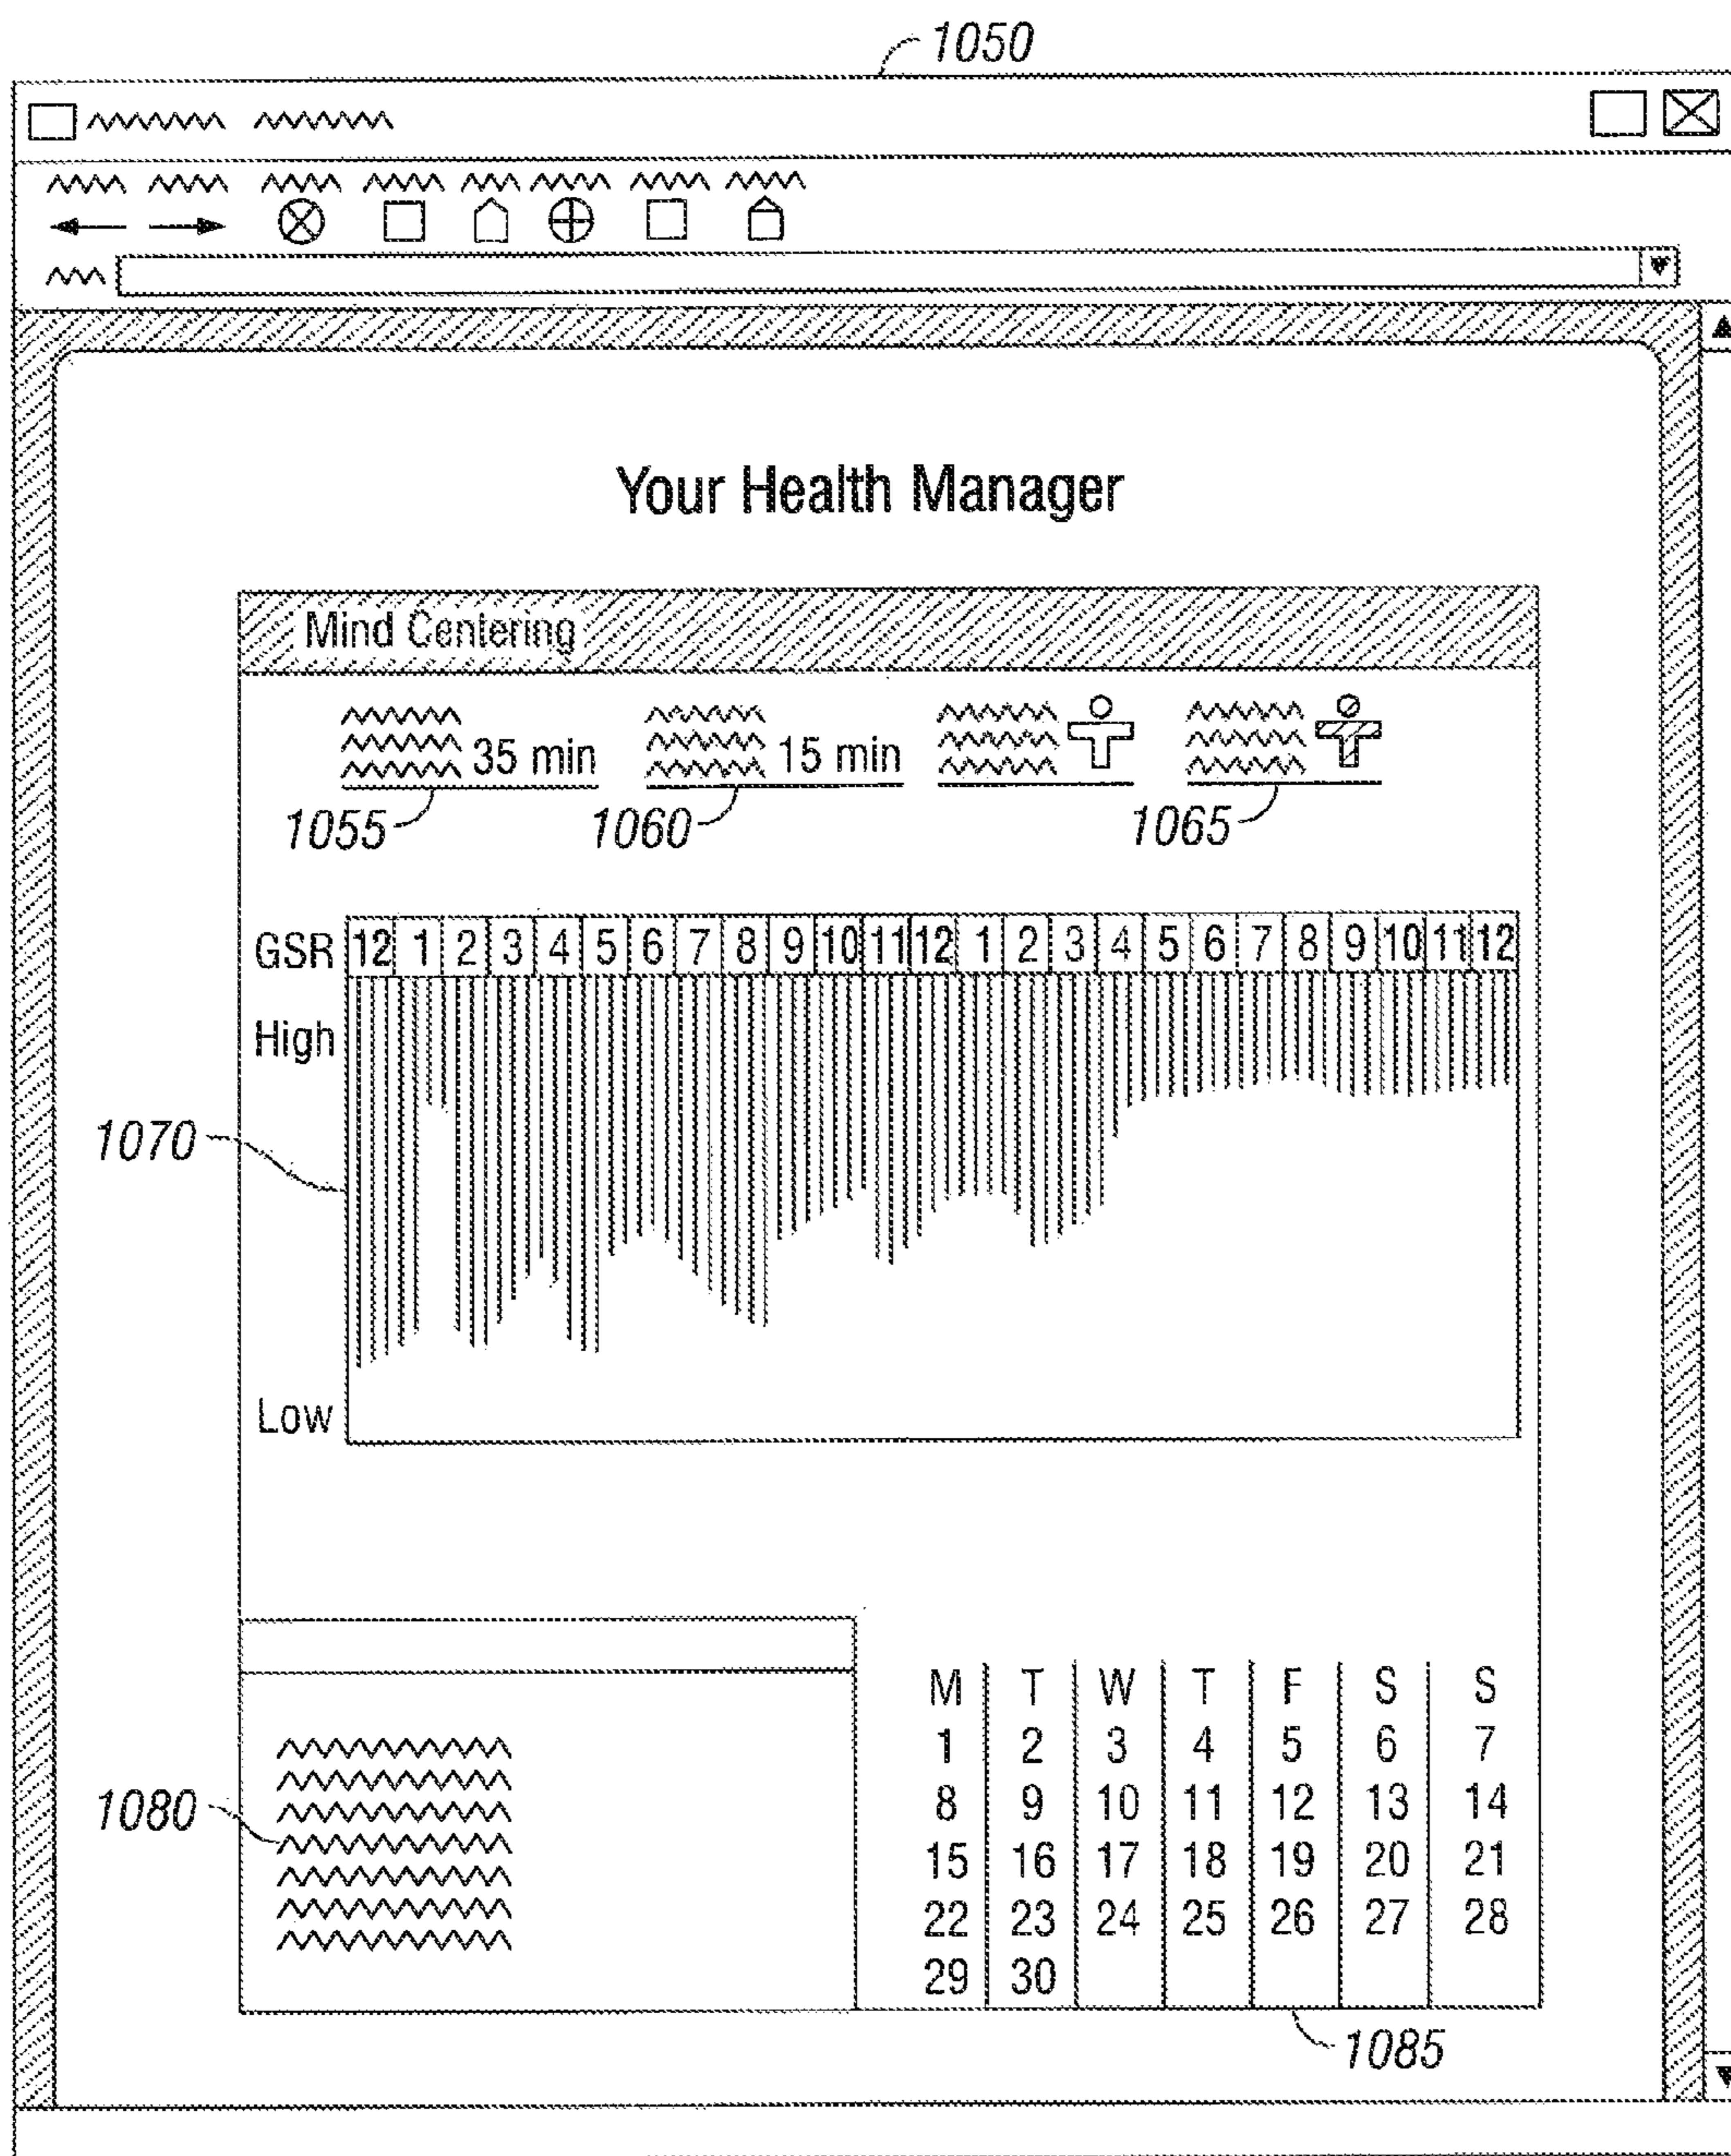 1050
Your Health Manager
Mind Centering
35 min 15 min
1055 1060 1065
GSR 12 1 2 3 4 5 6 7 8 9 10 11 12 1 2 3 4 5 6 7 8 9 10 11 12
High
1070
Low
M T W T F S S
1 2 3 4 5 6 7
8 9 10 11 12 13 14
1080
15 16 17 18 19 20 21
22 23 24 25 26 27 28
29 30
1085